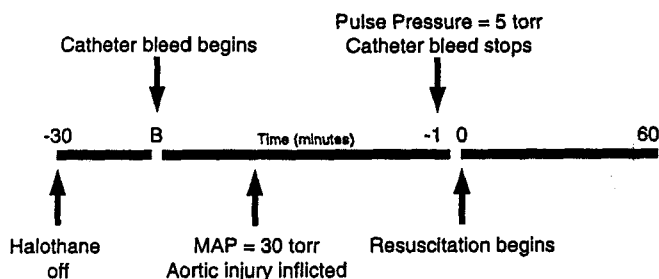 Pulse Pressure = 5 torr
Catheter bleed begins
Catheter bleed stops
-30
B
Time (minutes)
-1
0
60
Halothane
off
MAP = 30 torr
Aortic injury inflicted
Resuscitation begins